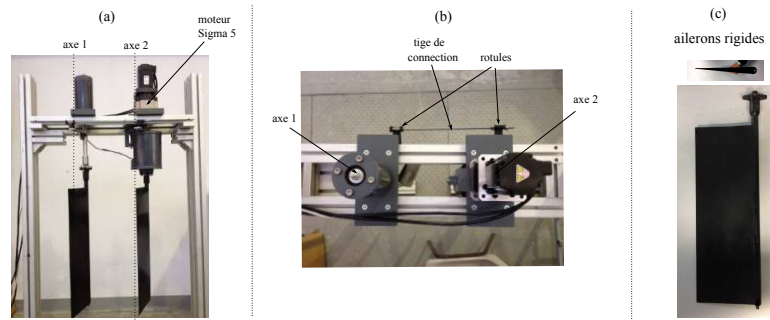 (a)
moteur
Sigma 5
axe 1
axe 2
(b)
tige de
connection
rotules
axe 1
axe 2
(c)
ailerons rigides